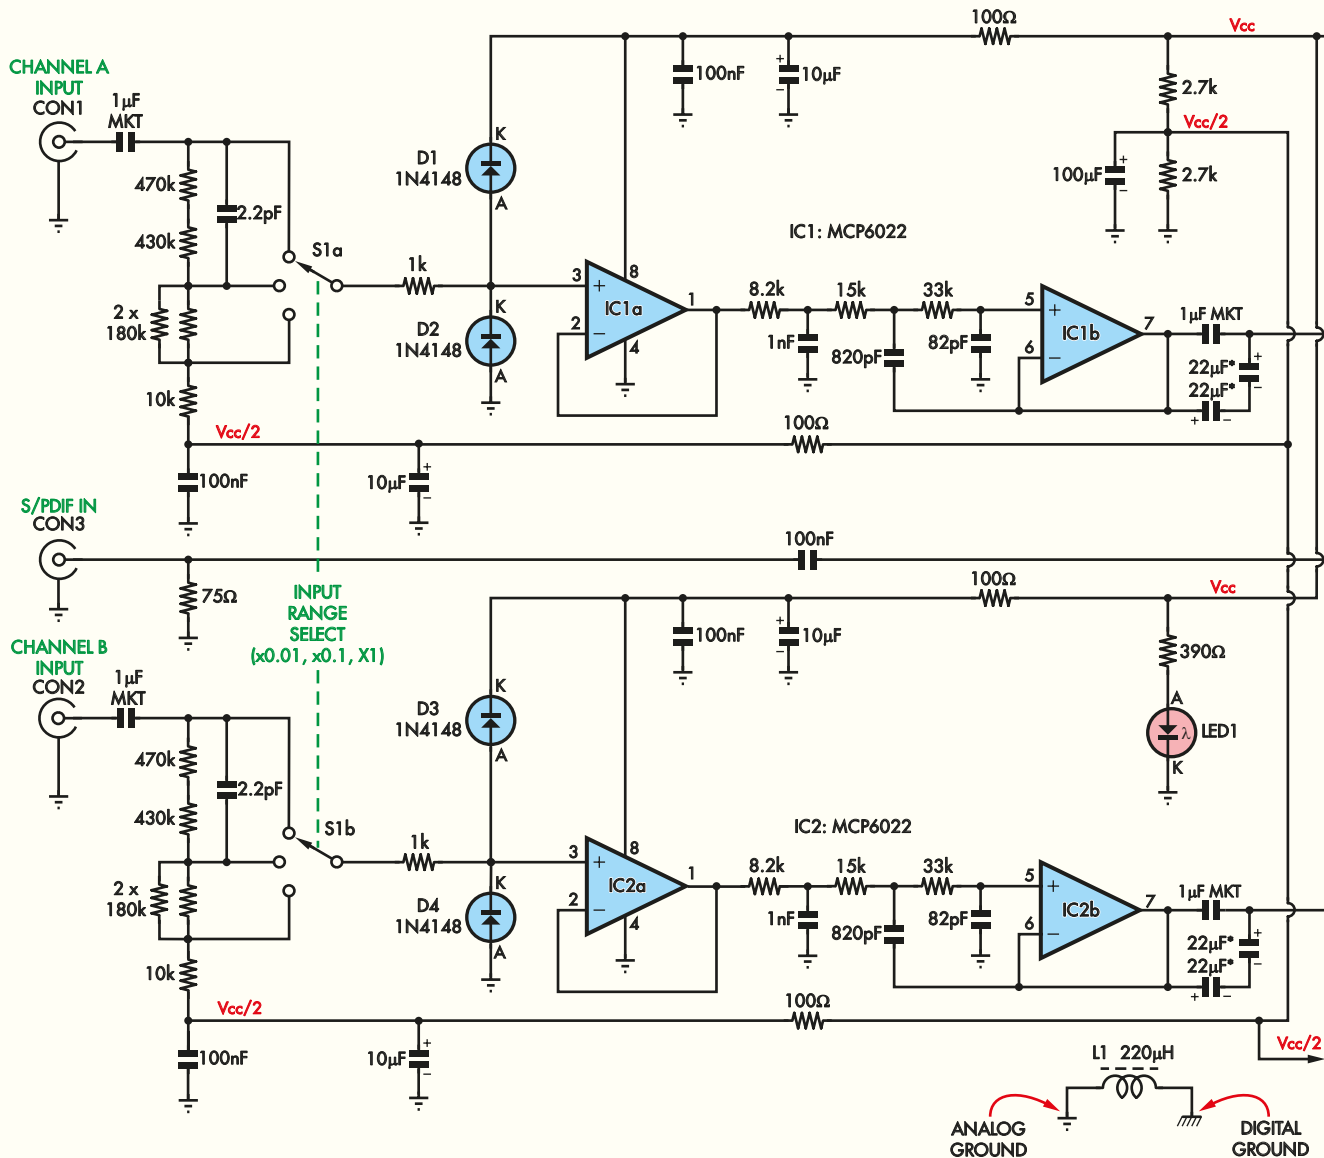 100Ω
Vcc
CHANNEL A
INPUT
CON1
1µF
MKT
K
D1
1N4148
A
100nF
+
10µF
–
2.7k
Vcc/2
+
100µF
–
2.7k
470k
2.2pF
430k
S1a
2 x
180k
10k
1k
K
D2
1N4148
A
IC1: MCP6022
3
+
8
IC1a
1
2
–
4
8.2k
15k
33k
1nF
820pF
82pF
5
+
IC1b
7
6
–
1µF MKT
+
22µF*
–
22µF*
+
–
Vcc/2
100Ω
100nF
+
10µF
–
S/PDIF IN
CON3
100nF
75Ω
INPUT
RANGE
SELECT
(x0.01, x0.1, X1)
100Ω
Vcc
CHANNEL B
INPUT
CON2
1µF
MKT
K
D3
1N4148
A
100nF
+
10µF
–
390Ω
A
LED1
λ
K
470k
2.2pF
430k
S1b
2 x
180k
10k
1k
K
D4
1N4148
A
IC2: MCP6022
3
+
8
IC2a
1
2
–
4
8.2k
15k
33k
1nF
820pF
82pF
5
+
IC2b
7
6
–
1µF MKT
+
22µF*
–
22µF*
+
–
Vcc/2
100Ω
100nF
+
10µF
–
Vcc/2
L1 220µH
ANALOG
GROUND
DIGITAL
GROUND